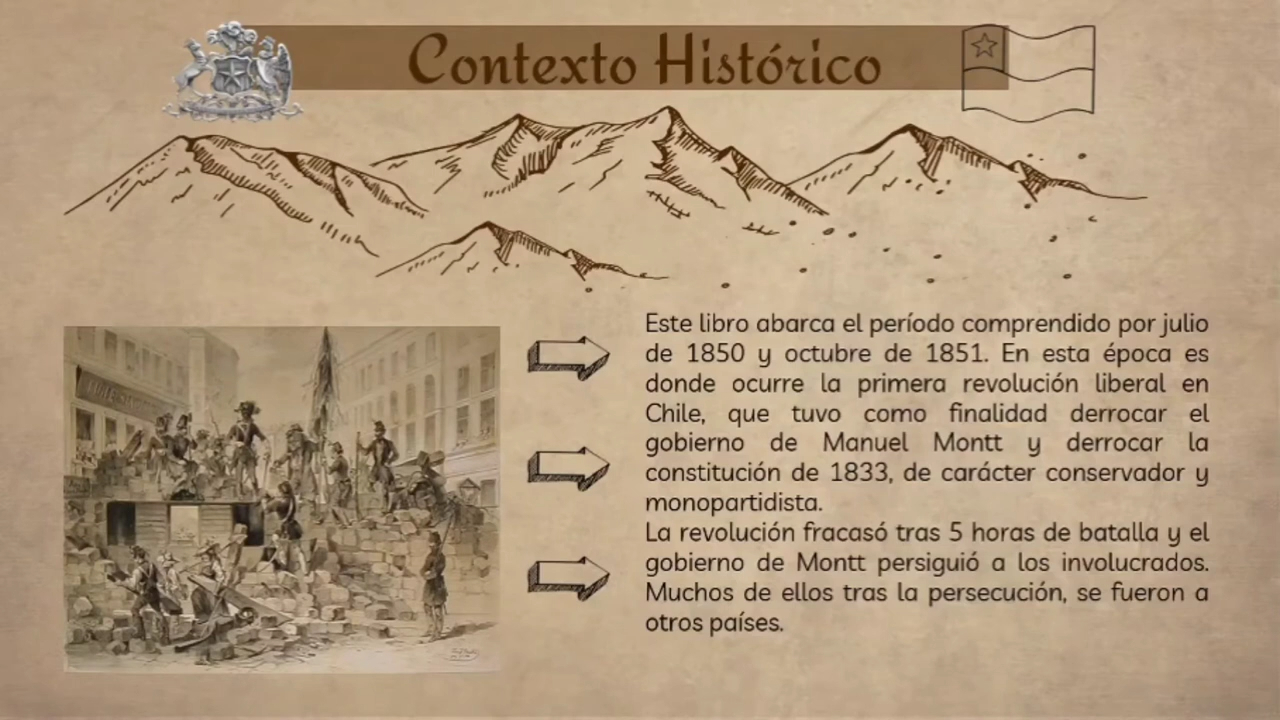 Contexto Histórico
Este libro abarca el período comprendido por julio
de 1850 y octubre de 1851. En esta época es
donde ocurre la primera revolución liberal en
Chile, que tuvo como finalidad derrocar el
gobierno de Manuel Montt y derrocar la
constitución de 1833, de carácter conservador y
monopartidista.
La revolución fracasó tras 5 horas de batalla y el
gobierno de Montt persiguió a los involucrados.
Muchos de ellos tras la persecución, se fueron a
otros países.